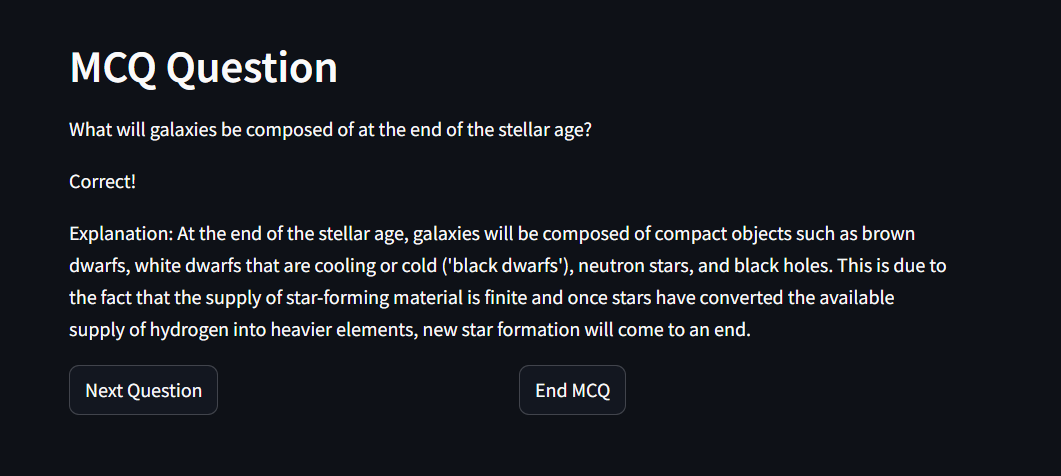 MCQ Question
What will galaxies be composed of at the end of the stellar age?
Correct!
Explanation: At the end of the stellar age, galaxies will be composed of compact objects such as brown
dwarfs, white dwarfs that are cooling or cold ('black dwarfs'), neutron stars, and black holes. This is due to
the fact that the supply of star-forming material is finite and once stars have converted the available
supply of hydrogen into heavier elements, new star formation will come to an end.
Next Question
End MCQ